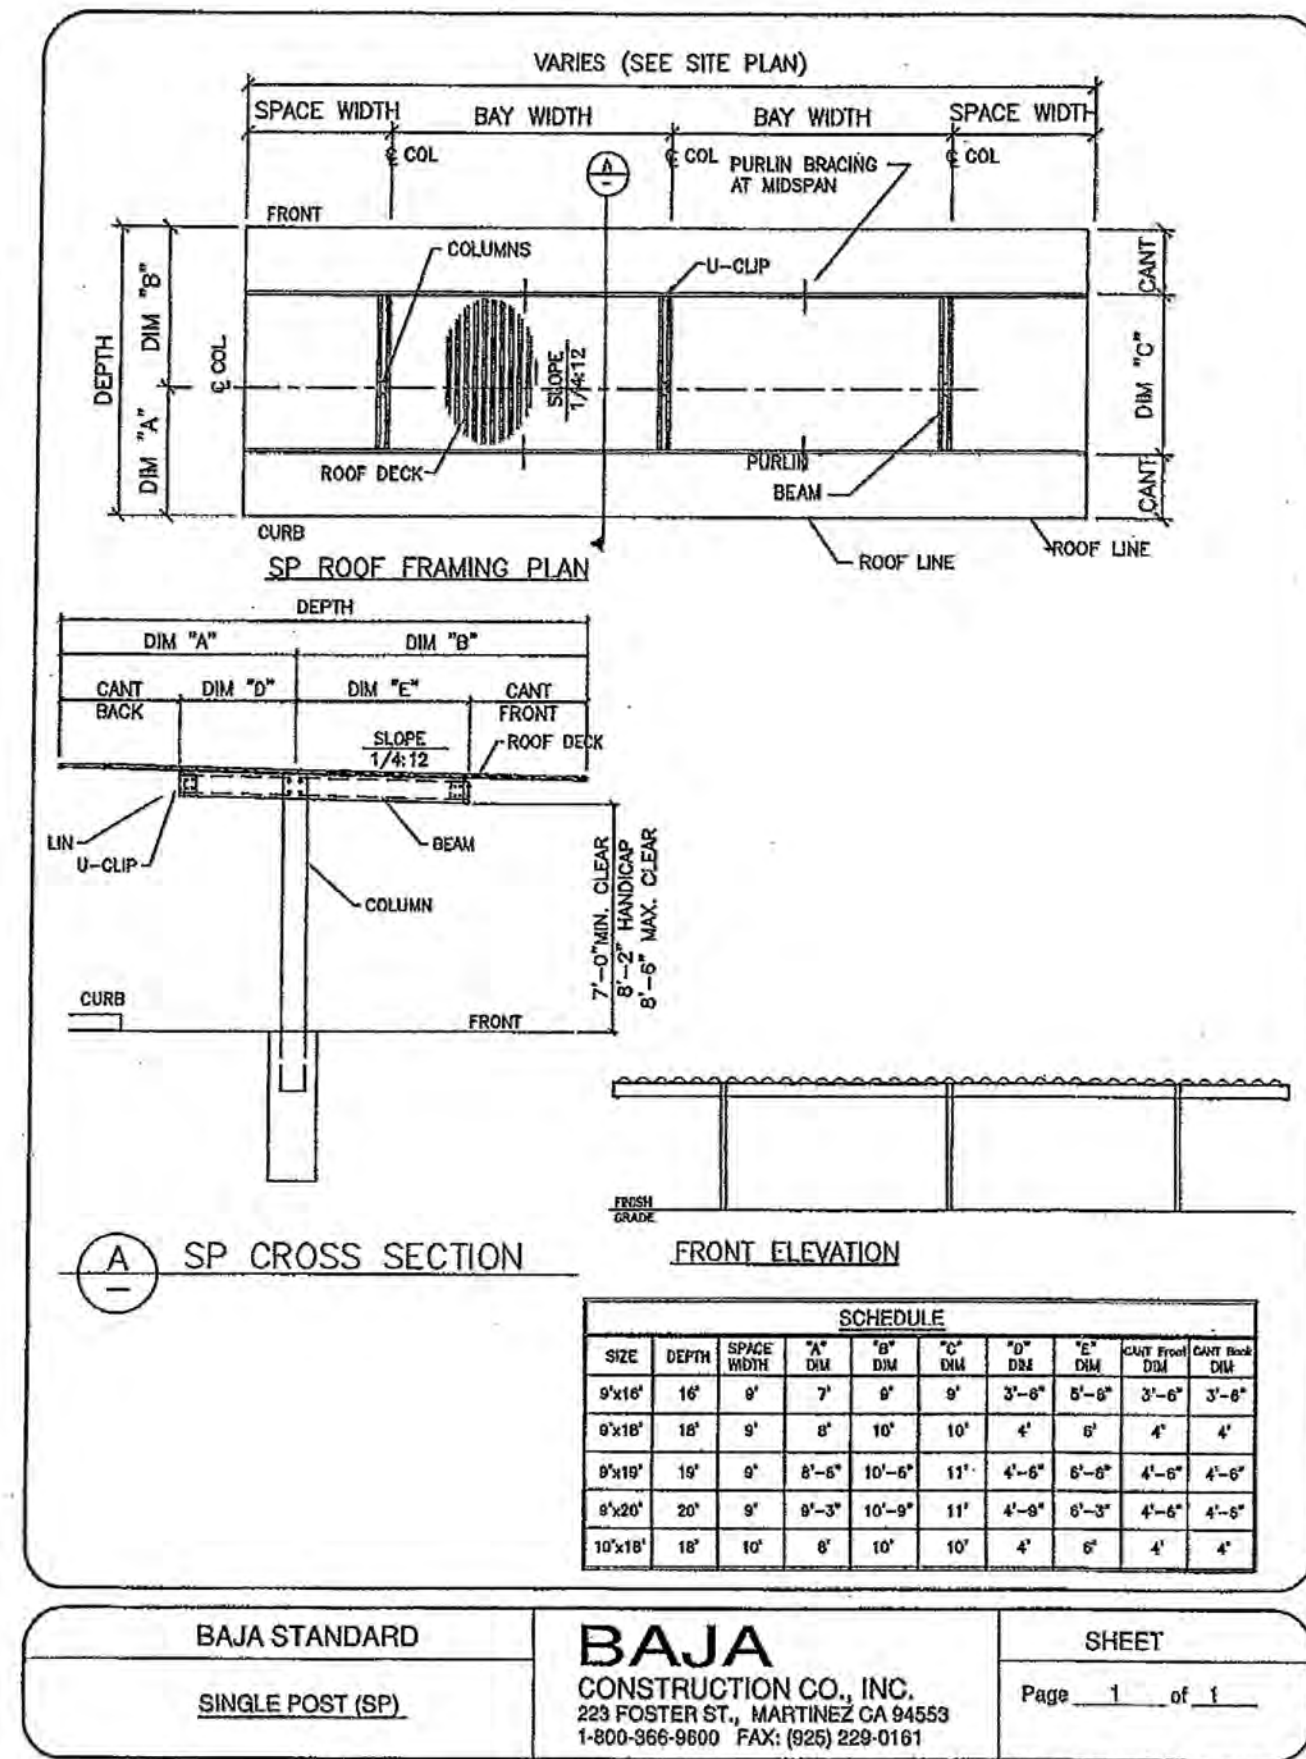 VARIES (SEE SITE PLAN)
SPACE WIDTH BAY WIDTH BAY WIDTH SPACE WIDTH
℄ COL ℄ COL ℄ COL
A
PURLIN BRACING
AT MIDSPAN
FRONT
COLUMNS
U-CLIP
CANT
DEPTH
DIM "B"
℄ COL
SLOPE
1/4:12
DIM "C"
DIM "A"
ROOF DECK
PURLIN
BEAM
CANT
CURB
ROOF LINE
ROOF LINE
SP ROOF FRAMING PLAN
DEPTH
DIM "A" DIM "B"
CANT DIM "D" DIM "E" CANT
BACK FRONT
SLOPE
1/4:12
ROOF DECK
LIN
U-CLIP
BEAM
COLUMN
7'-0"MIN. CLEAR
8'-2" HANDICAP
8'-6" MAX. CLEAR
CURB
FRONT
FINISH
GRADE
A
SP CROSS SECTION
FRONT ELEVATION
SCHEDULE
SIZE DEPTH SPACE WIDTH "A" DIM "B" DIM "C" DIM "D" DIM "E" DIM CANT Front DIM CANT Back DIM
9'x16' 16' 9' 7' 9' 9' 3'-6" 5'-6" 3'-6" 3'-6"
9'x18' 18' 9' 8' 10' 10' 4' 6' 4' 4'
9'x19' 19' 9' 8'-6" 10'-6" 11' 4'-6" 6'-6" 4'-6" 4'-6"
20' 9' 9'-3" 10'-9" 11' 4'-9" 6'-3" 4'-6" 4'-6"
10'x18' 18' 10' 10' 10' 4' 6' 4' 4'
BAJA STANDARD
SINGLE POST (SP)
BAJA
CONSTRUCTION CO., INC.
223 FOSTER ST., MARTINEZ CA 94553
1-800-366-9600 FAX: (925) 229-0161
SHEET
Page 1 of 1